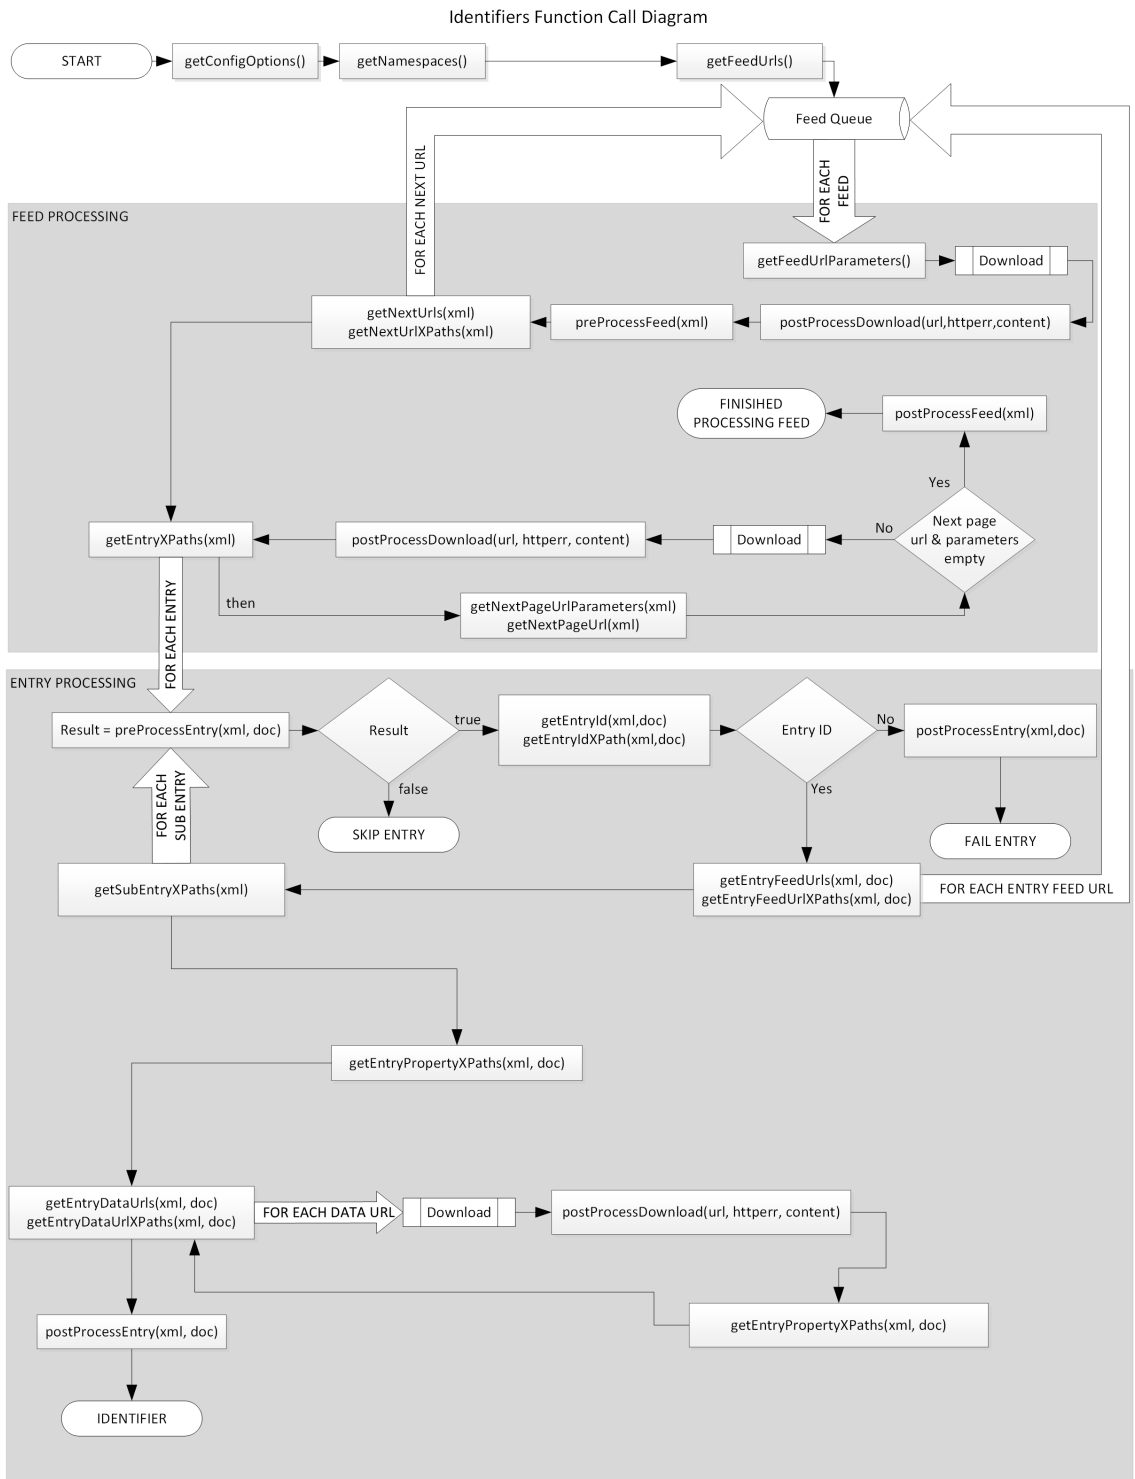 Identifiers Function Call Diagram
START
getConfigOptions()
getNamespaces()
getFeedUrls()
Feed Queue
FOR EACH NEXT URL
FOR EACH
FEED
FEED PROCESSING
getFeedUrlParameters()
Download
getNextUrls(xml)
getNextUrlXPaths(xml)
preProcessFeed(xml)
postProcessDownload(url,httperr,content)
FINISIHED
PROCESSING FEED
postProcessFeed(xml)
Yes
getEntryXPaths(xml)
postProcessDownload(url, httperr, content)
Download
No
Next page
url & parameters
empty
then
getNextPageUrlParameters(xml)
getNextPageUrl(xml)
FOR EACH ENTRY
ENTRY PROCESSING
Result = preProcessEntry(xml, doc)
Result
true
getEntryId(xml,doc)
getEntryIdXPath(xml,doc)
Entry ID
No
postProcessEntry(xml,doc)
false
Yes
FOR EACH
SUB ENTRY
SKIP ENTRY
FAIL ENTRY
getSubEntryXPaths(xml)
getEntryFeedUrls(xml, doc)
getEntryFeedUrlXPaths(xml, doc)
FOR EACH ENTRY FEED URL
getEntryPropertyXPaths(xml, doc)
getEntryDataUrls(xml, doc)
getEntryDataUrlXPaths(xml, doc)
FOR EACH DATA URL
Download
postProcessDownload(url, httperr, content)
getEntryPropertyXPaths(xml, doc)
postProcessEntry(xml, doc)
IDENTIFIER